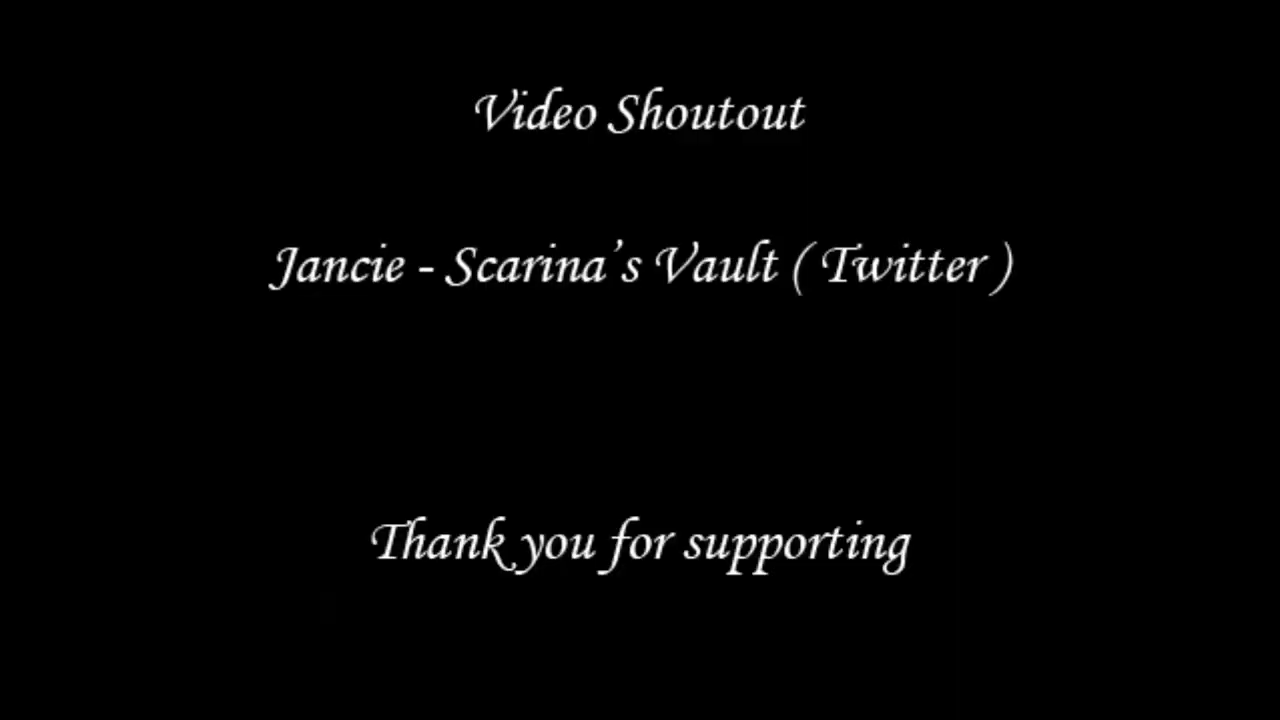 Video Shoutout
Jancie - Scarina's Vault ( Twitter )
Thank you for supporting